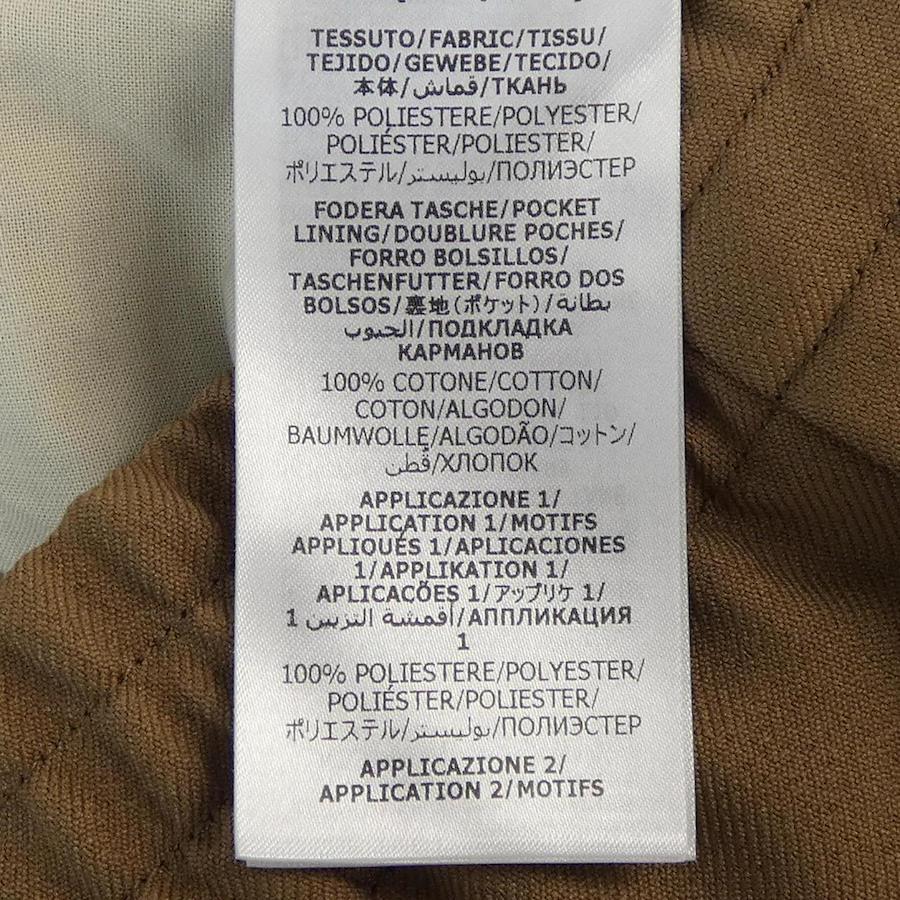 TESSUTO/FABRIC/TISSU/
TEJIDO/GEWEBE/TECIDO/
本体/قماش/ТКАНЬ
100% POLIESTERE/POLYESTER/
POLIÉSTER/POLIESTER/
ポリエステル/بوليستر/ПОЛИЭСТЕР
FODERA TASCHE/POCKET
LINING/DOUBLURE POCHES/
FORRO BOLSILLOS/
TASCHENFUTTER/FORRO DOS
BOLSOS/裏地(ポケット)/بطانة
الجيوب/ПОДКЛАДКА
КАРМАНОВ
100% COTONE/COTTON/
COTON/ALGODON/
BAUMWOLLE/ALGODÃO/コットン/
قطن/ХЛОПОК
APPLICAZIONE 1/
APPLICATION 1/MOTIFS
APPLIQUÉS 1/APLICACIONES
1/APPLIKATION 1/
APLICACÕES 1/アップリケ 1/
أقمشة التزيين 1/АППЛИКАЦИЯ
1
100% POLIESTERE/POLYESTER/
POLIÉSTER/POLIESTER/
ポリエステル/بوليستر/ПОЛИЭСТЕР
APPLICAZIONE 2/
APPLICATION 2/MOTIFS